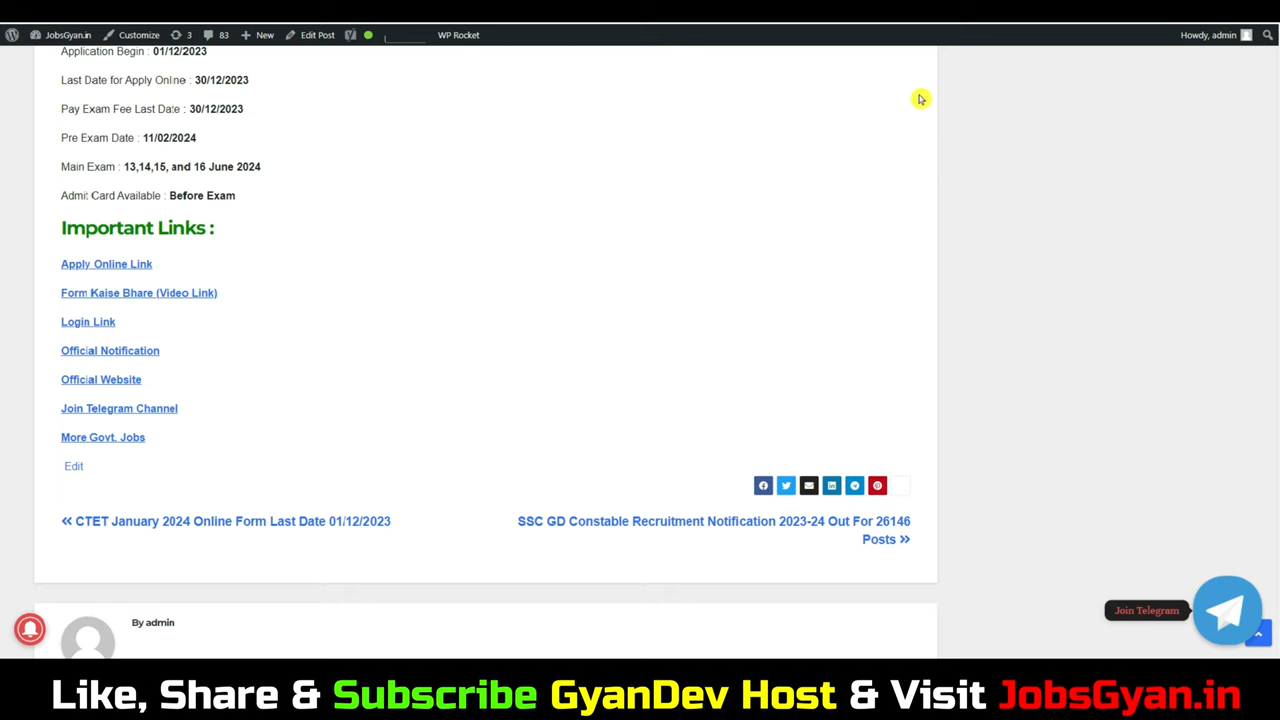 JobsGyan.in Customize 3 83 New Edit Post WP Rocket Howdy, admin
Application Begin : 01/12/2023
Last Date for Apply Online : 30/12/2023
Pay Exam Fee Last Date : 30/12/2023
Pre Exam Date : 11/02/2024
Main Exam : 13,14,15, and 16 June 2024
Admit Card Available : Before Exam
Important Links :
Apply Online Link
Form Kaise Bhare (Video Link)
Login Link
Official Notification
Official Website
Join Telegram Channel
More Govt. Jobs
Edit
« CTET January 2024 Online Form Last Date 01/12/2023
SSC GD Constable Recruitment Notification 2023-24 Out For 26146
Posts »
Join Telegram
By admin
Like, Share & Subscribe GyanDev Host & Visit JobsGyan.in